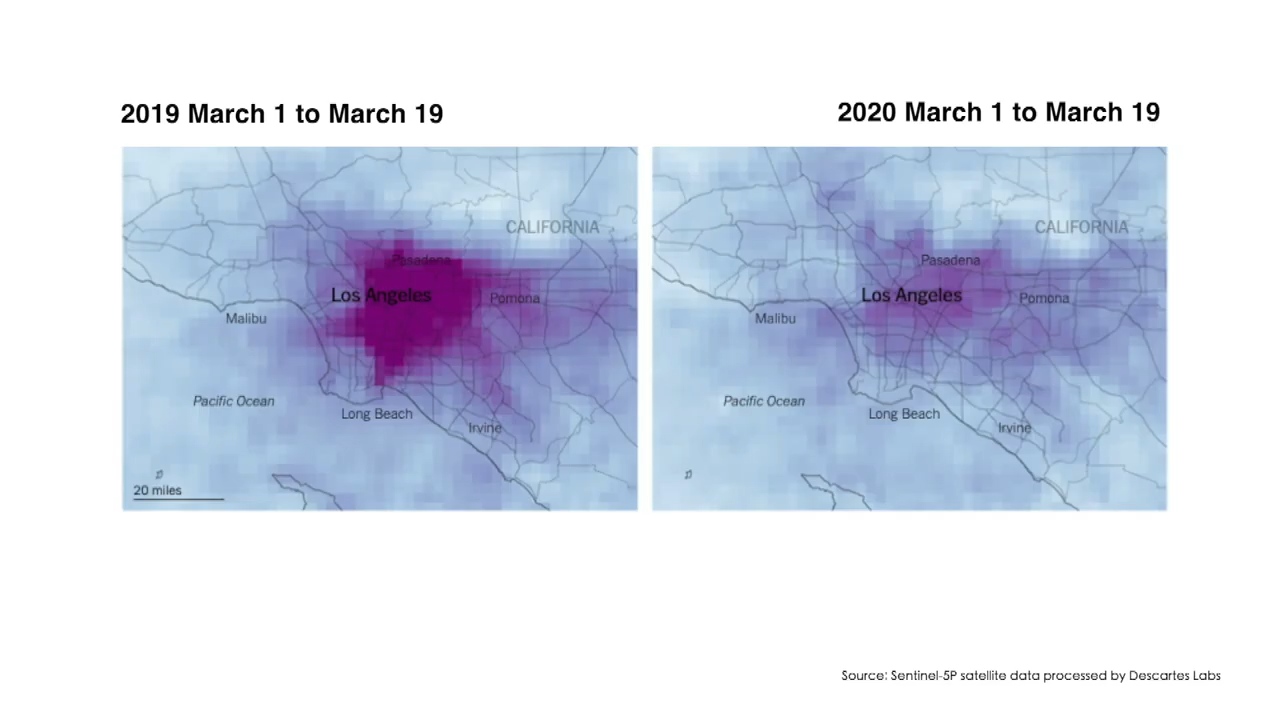 2019 March 1 to March 19
2020 March 1 to March 19
CALIFORNIA
Pasadena
Los Angeles
Pomona
Malibu
Pacific Ocean
Long Beach
Irvine
20 miles
CALIFORNIA
Pasadena
Los Angeles
Pomona
Malibu
Pacific Ocean
Long Beach
Irvine
Source: Sentinel-5P satellite data processed by Descartes Labs